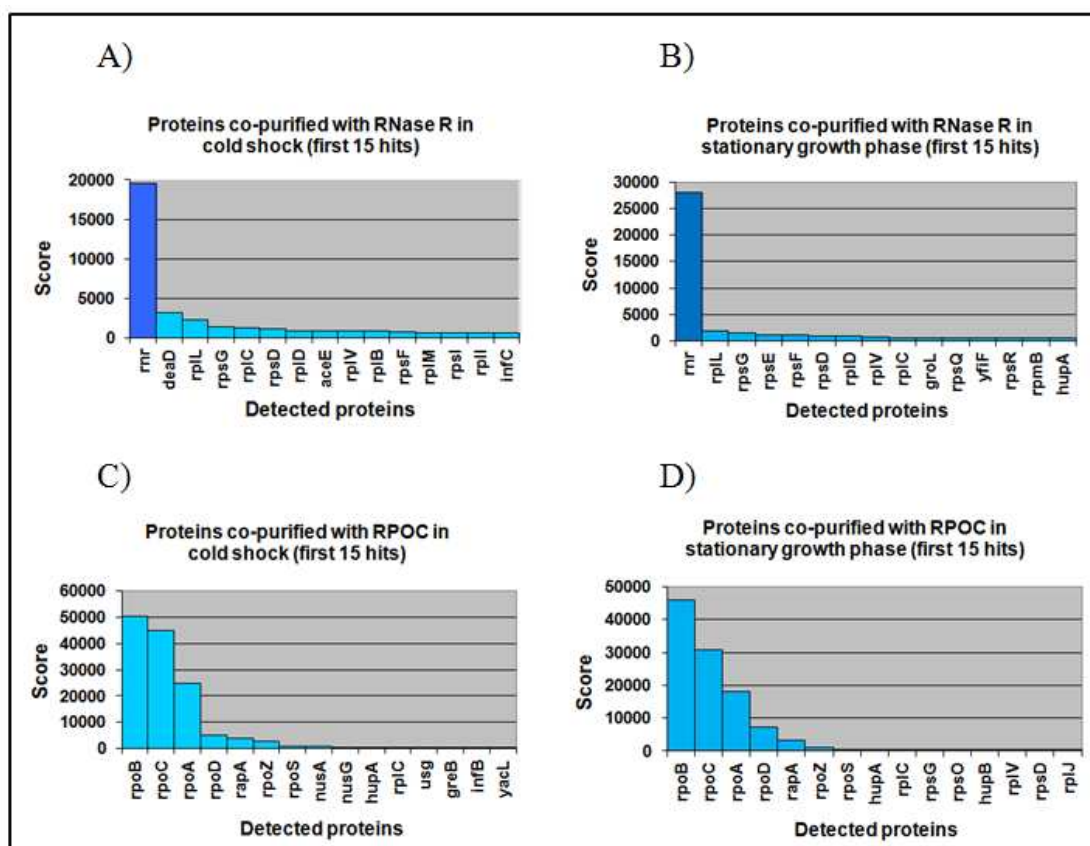 A)
Proteins co-purified with RNase R in
cold shock (first 15 hits)
20000
15000
10000
5000
0
Score
rnr
deaD
rplL
rpsG
rplC
rpsD
rplD
aceE
rplV
rplB
rpsF
rplM
rpsI
rplI
infC
Detected proteins
B)
Proteins co-purified with RNase R in
stationary growth phase (first 15 hits)
30000
25000
20000
15000
10000
5000
0
Score
rnr
rplL
rpsG
rpsE
rpsF
rpsD
rplD
rplV
rplC
groL
rpsQ
yfiF
rpsR
rpmB
hupA
Detected proteins
C)
Proteins co-purified with RPOC in
cold shock (first 15 hits)
60000
50000
40000
30000
20000
10000
0
Score
rpoB
rpoC
rpoA
rpoD
rapA
rpoZ
rpoS
nusA
nusG
hupA
rplC
usg
greB
infB
yacL
Detected proteins
D)
Proteins co-purified with RPOC in
stationary growth phase (first 15 hits)
50000
40000
30000
20000
10000
0
Score
rpoB
rpoC
rpoA
rpoD
rapA
rpoZ
rpoS
hupA
rplC
rpsG
rpsO
hupB
rplV
rpsD
rplJ
Detected proteins